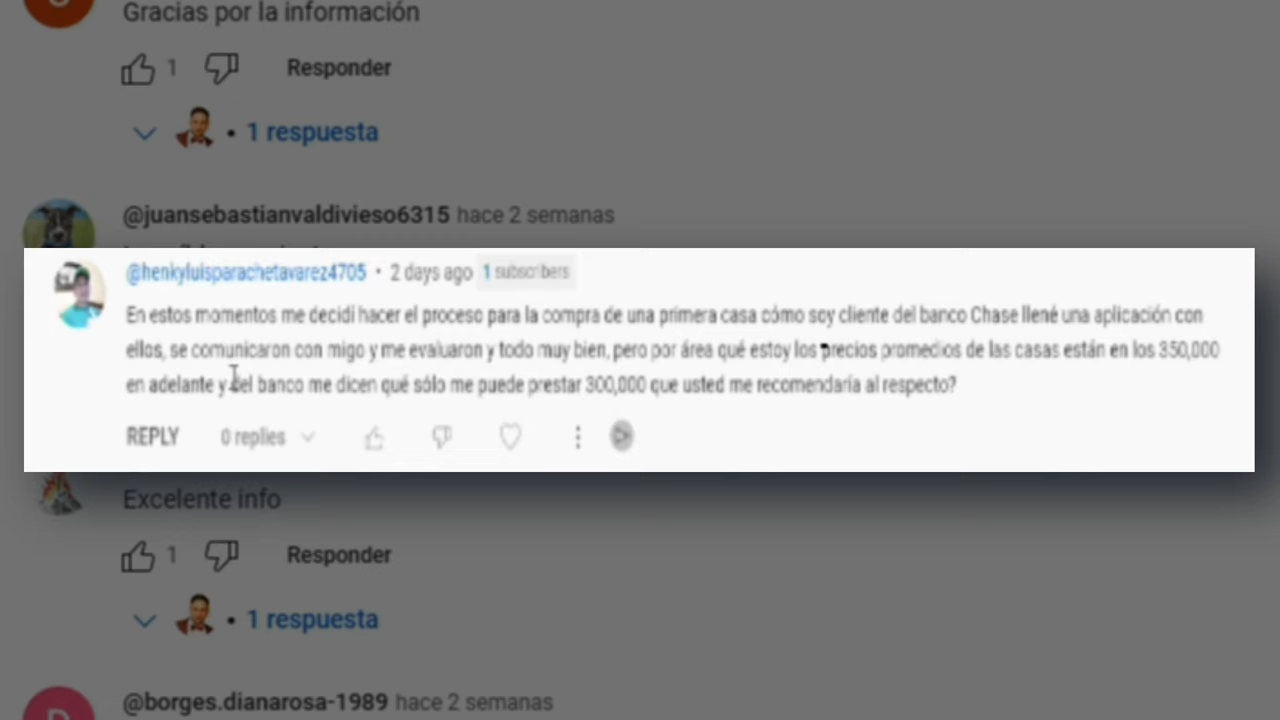 Gracias por la información
1 Responder
1 respuesta
@juansebastianvaldivieso6315 hace 2 semanas
@henkyluisparachetavarez4705 • 2 days ago 1 subscribers
En estos momentos me decidí hacer el proceso para la compra de una primera casa cómo soy cliente del banco Chase llené una aplicación con
ellos, se comunicaron con migo y me evaluaron y todo muy bien, pero por área qué estoy los precios promedios de las casas están en los 350,000
en adelante y del banco me dicen qué sólo me puede prestar 300,000 que usted me recomendaría al respecto?
REPLY 0 replies
Excelente info
1 Responder
1 respuesta
@borges.dianarosa-1989 hace 2 semanas
D